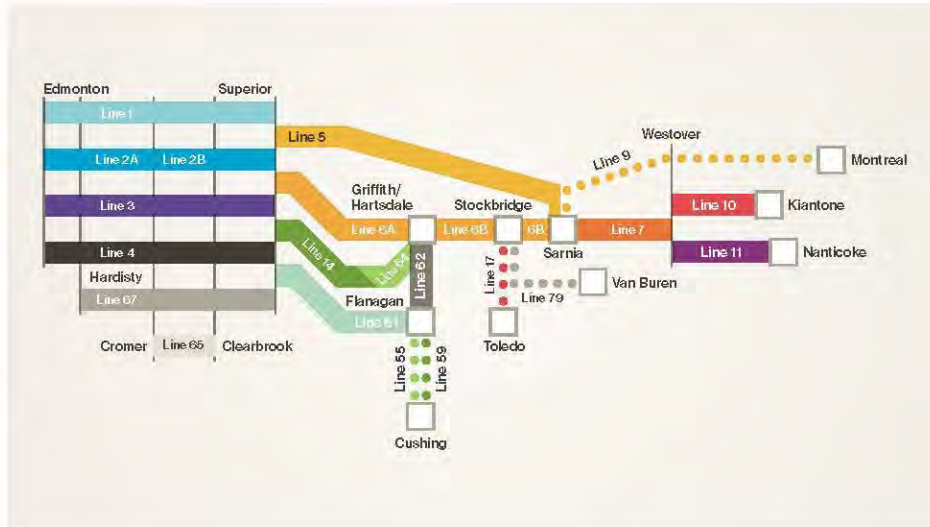 Edmonton
Superior
Line 1
Line 5
Line 2A
Line 2B
Line 3
Line 4
Hardisty
Line 67
Cromer
Line 65
Clearbrook
Griffith/
Hartsdale
Line 6A
Line 14
Line 64
Line 62
Flanagan
Line 61
Line 55
Line 59
Cushing
Stockbridge
Line 6B
6B
Sarnia
Line 17
Line 79
Van Buren
Toledo
Line 7
Westover
Line 9
Montreal
Line 10
Kiantone
Line 11
Nanticoke